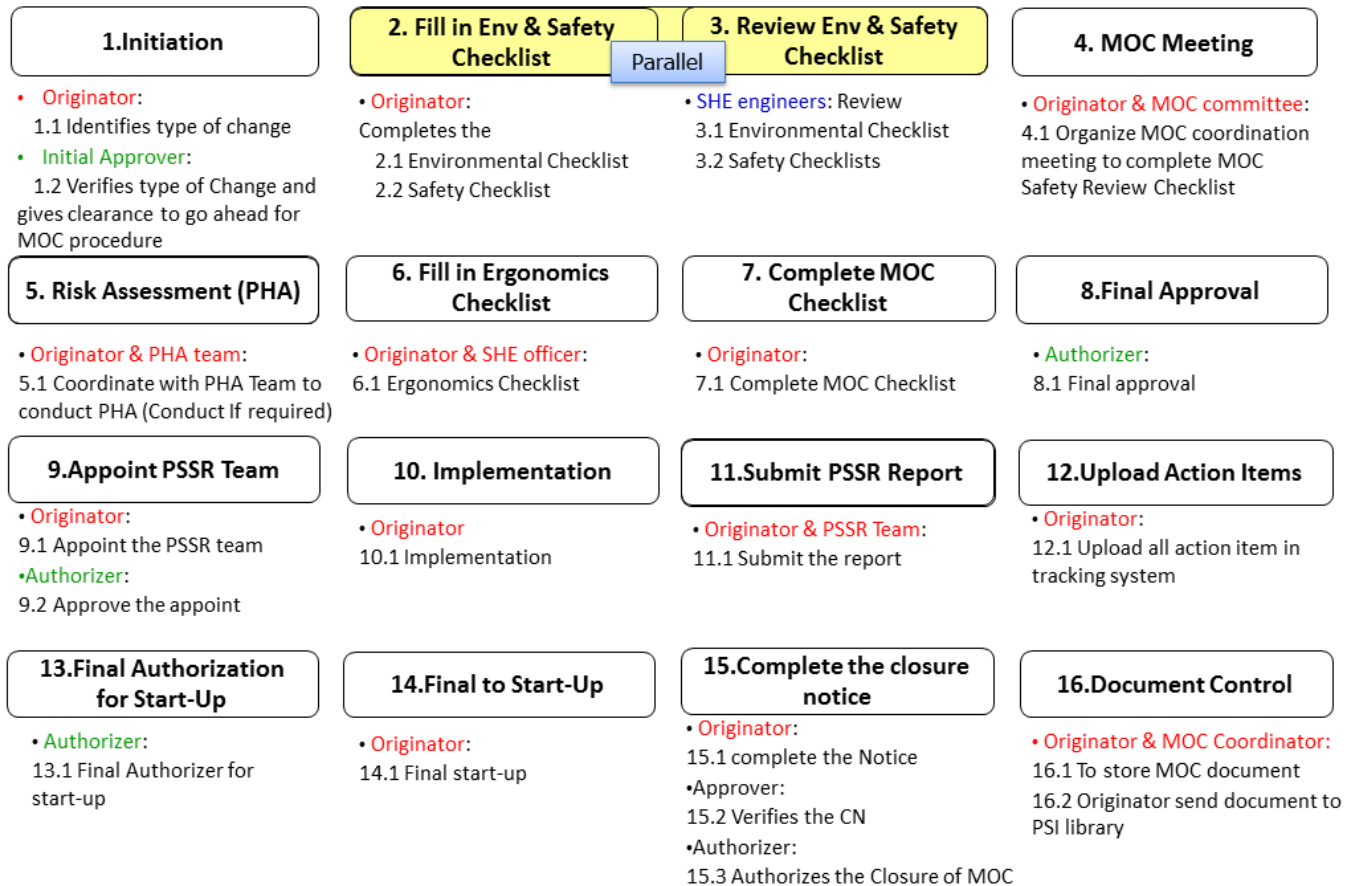 1.Initiation
• Originator:
1.1 Identifies type of change
• Initial Approver:
1.2 Verifies type of Change and
gives clearance to go ahead for
MOC procedure
2. Fill in Env & Safety
Checklist
Parallel
• Originator:
Completes the
2.1 Environmental Checklist
2.2 Safety Checklist
3. Review Env & Safety
Checklist
• SHE engineers: Review
3.1 Environmental Checklist
3.2 Safety Checklists
4. MOC Meeting
• Originator & MOC committee:
4.1 Organize MOC coordination
meeting to complete MOC
Safety Review Checklist
5. Risk Assessment (PHA)
• Originator & PHA team:
5.1 Coordinate with PHA Team to
conduct PHA (Conduct If required)
6. Fill in Ergonomics
Checklist
• Originator & SHE officer:
6.1 Ergonomics Checklist
7. Complete MOC
Checklist
• Originator:
7.1 Complete MOC Checklist
8.Final Approval
• Authorizer:
8.1 Final approval
9.Appoint PSSR Team
• Originator:
9.1 Appoint the PSSR team
•Authorizer:
9.2 Approve the appoint
10. Implementation
• Originator
10.1 Implementation
11.Submit PSSR Report
• Originator & PSSR Team:
11.1 Submit the report
12.Upload Action Items
• Originator:
12.1 Upload all action item in
tracking system
13.Final Authorization
for Start-Up
• Authorizer:
13.1 Final Authorizer for
start-up
14.Final to Start-Up
• Originator:
14.1 Final start-up
15.Complete the closure
notice
• Originator:
15.1 complete the Notice
•Approver:
15.2 Verifies the CN
•Authorizer:
15.3 Authorizes the Closure of MOC
16.Document Control
• Originator & MOC Coordinator:
16.1 To store MOC document
16.2 Originator send document to
PSI library